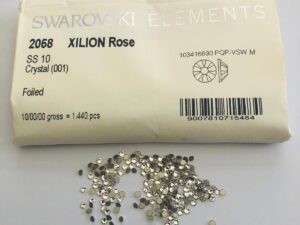 SWAROVSKI ELEMENTS
2058 XILION Rose
SS 10
Crystal (001)
103416690 PQP-VSW M
Foiled
10/00/00 gross = 1.440 pcs
9007810715484